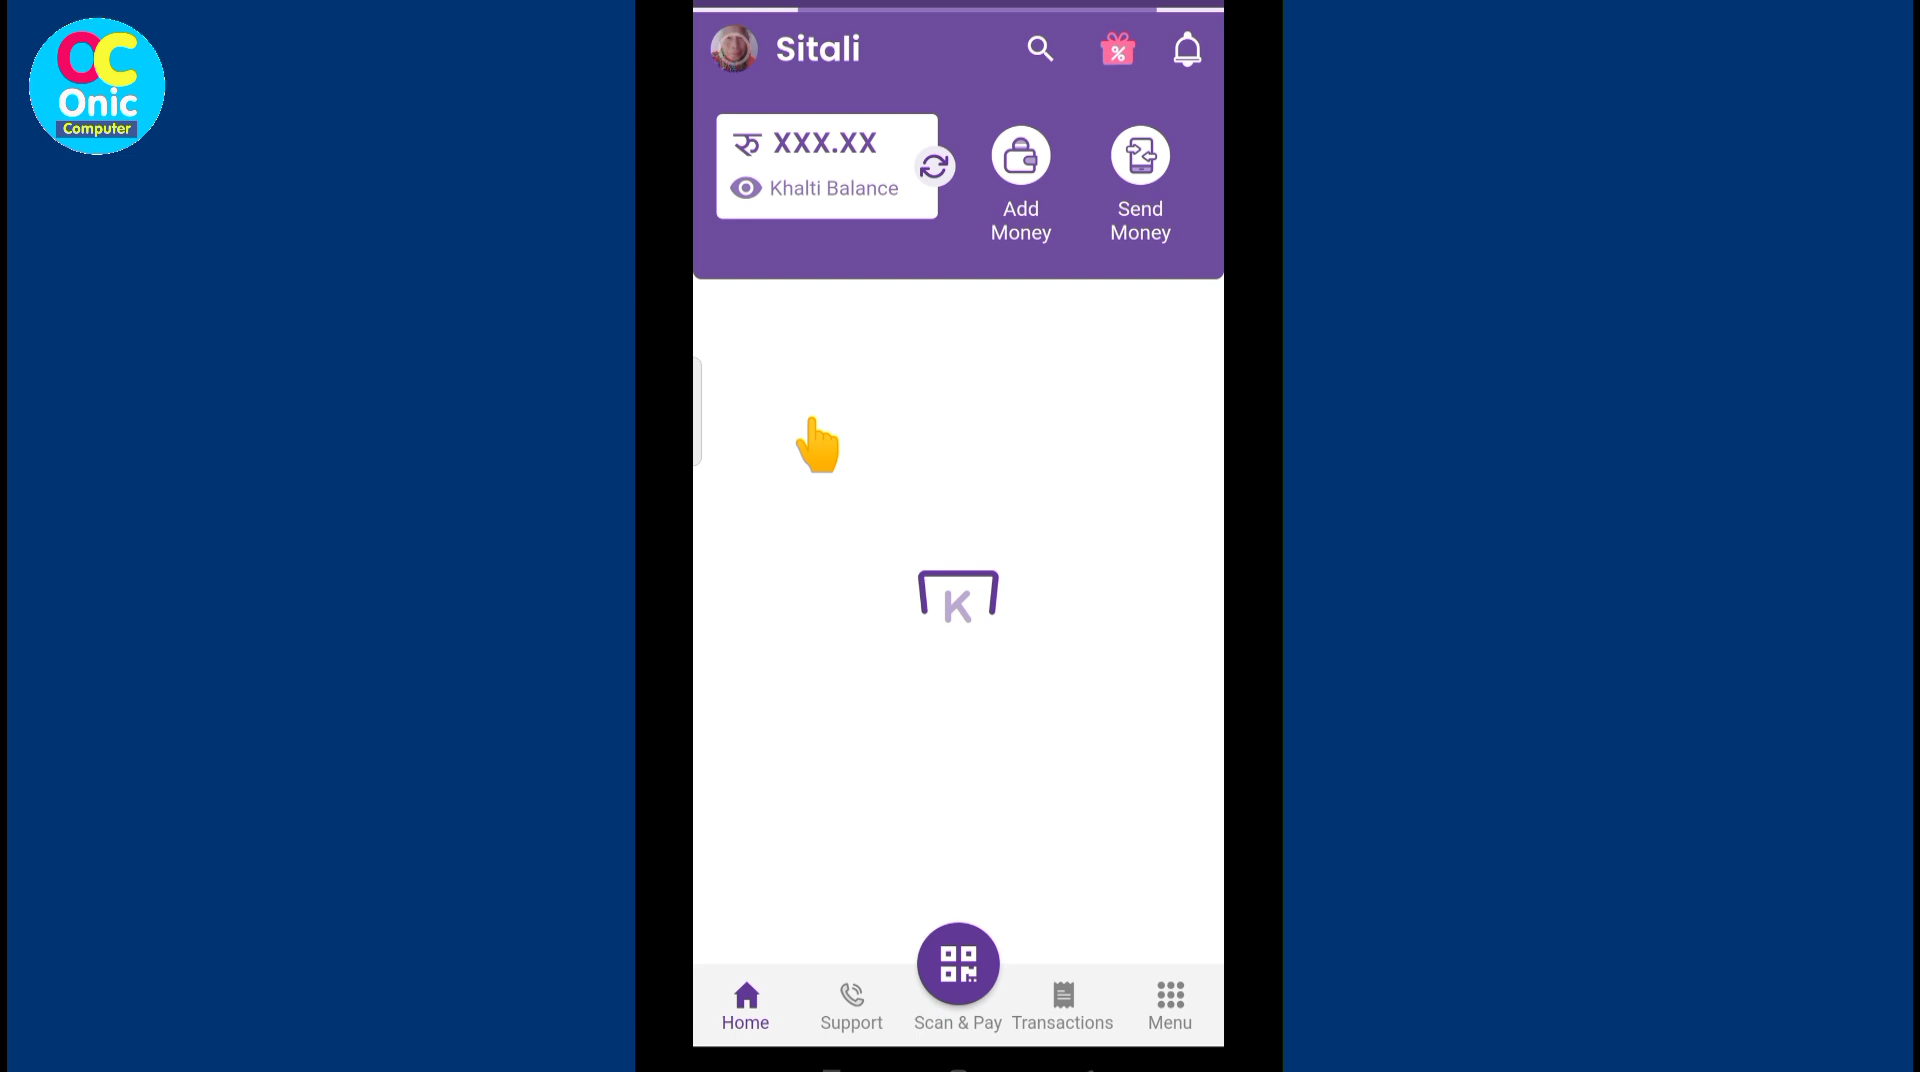 OC
Onic
Computer
Sitali
%
रु XXX.XX
Khalti Balance
Add
Money
Send
Money
K
Home
Support
Scan & Pay
Transactions
Menu